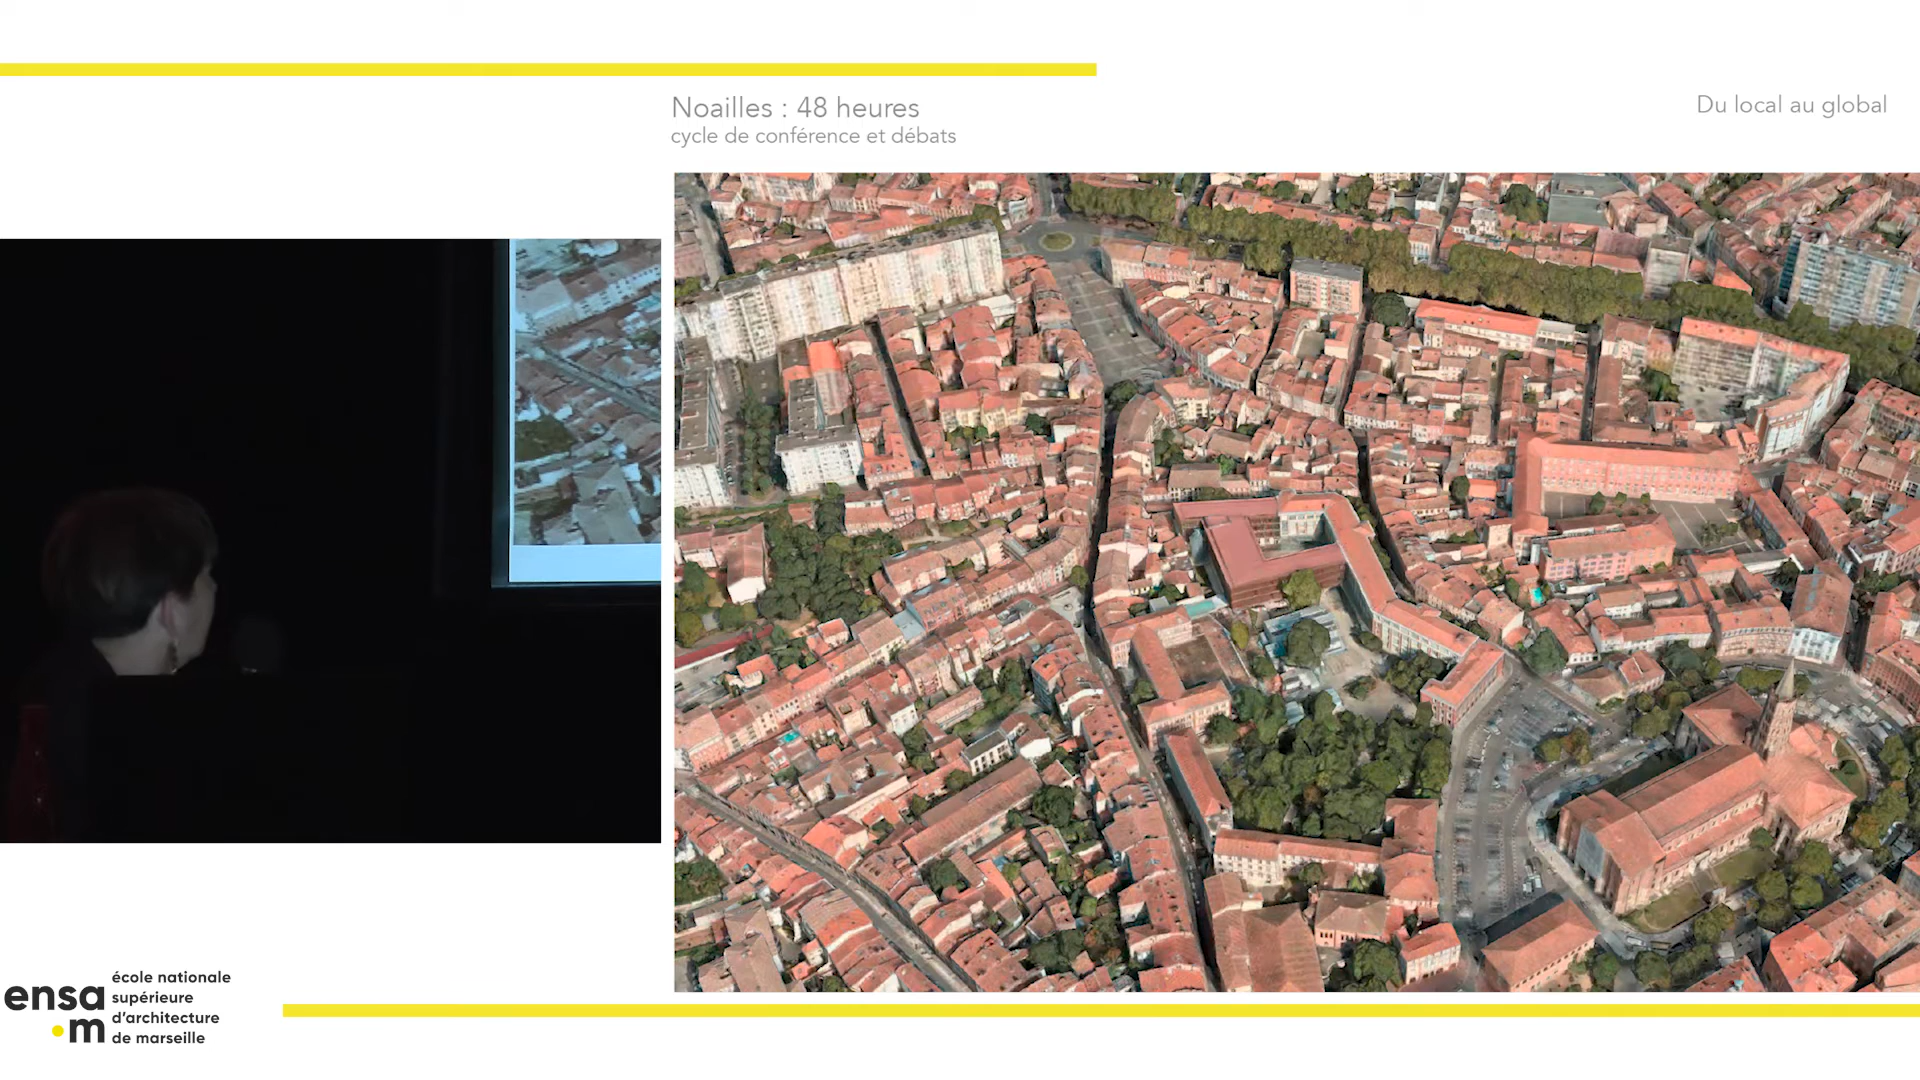 Noailles : 48 heures
cycle de conférence et débats
Du local au global
ensa
•m
école nationale
supérieure
d'architecture
de marseille